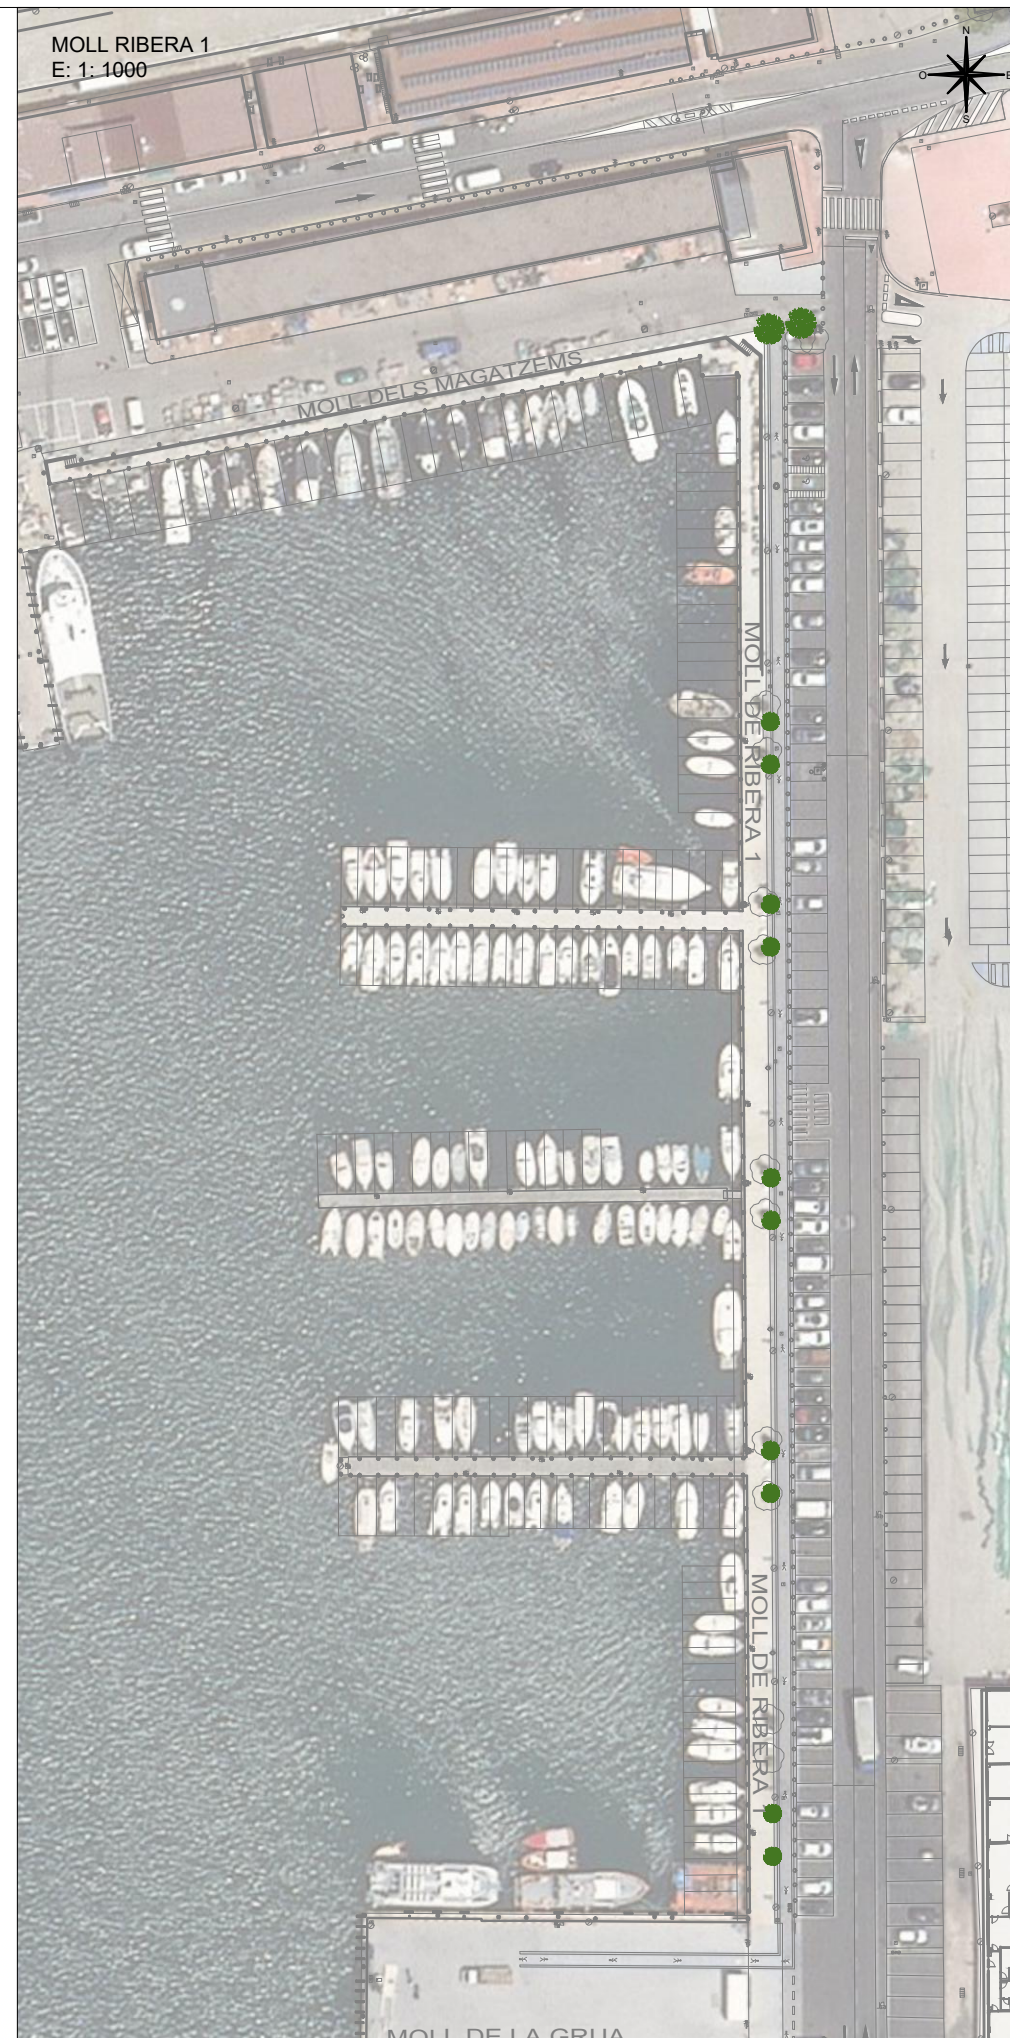 MOLL RIBERA 1
E: 1: 1000
N
O
E
S
MOLL DELS MAGATZEMS
MOLL DE RIBERA 1
MOLL DE RIBERA 1
MOLL DE LA GRUA